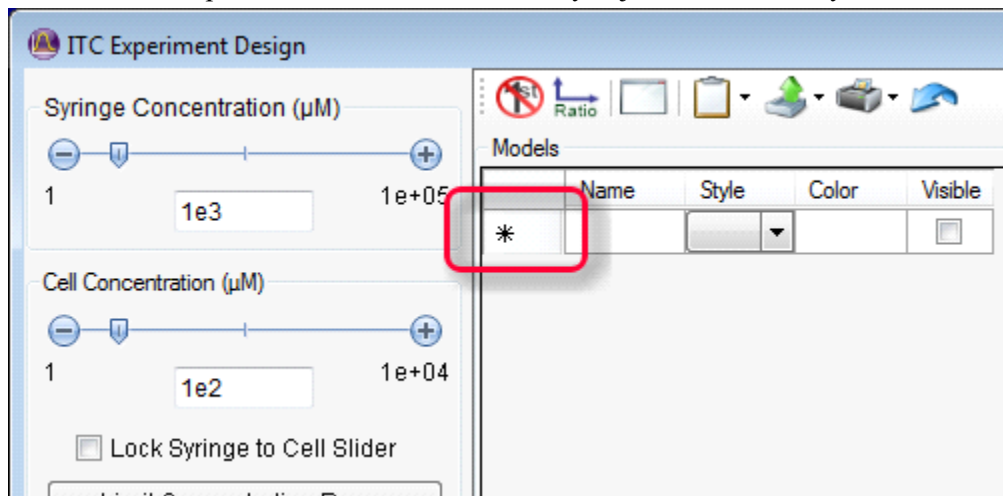 ITC Experiment Design
Syringe Concentration (µM)
1 1e3 1e+05
Cell Concentration (µM)
1 1e2 1e+04
Lock Syringe to Cell Slider
1st Ratio
Models
Name Style Color Visible
*